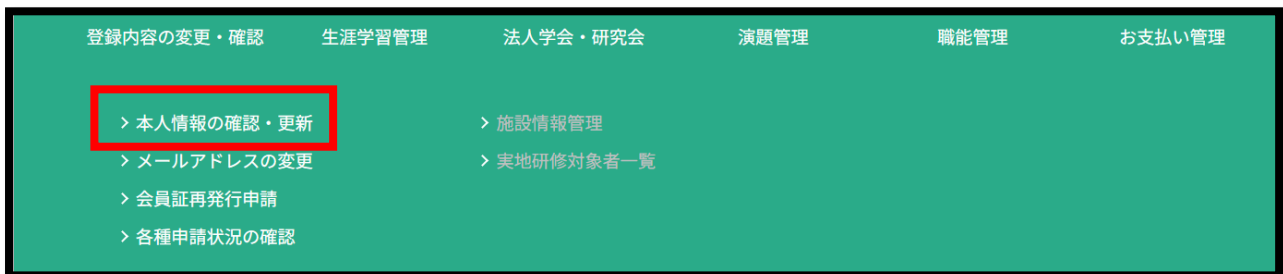 登録内容の変更・確認 生涯学習管理 法人学会・研究会 演題管理 職能管理 お支払い管理
> 本人情報の確認・更新 > 施設情報管理
> メールアドレスの変更 > 実地研修対象者一覧
> 会員証再発行申請
> 各種申請状況の確認